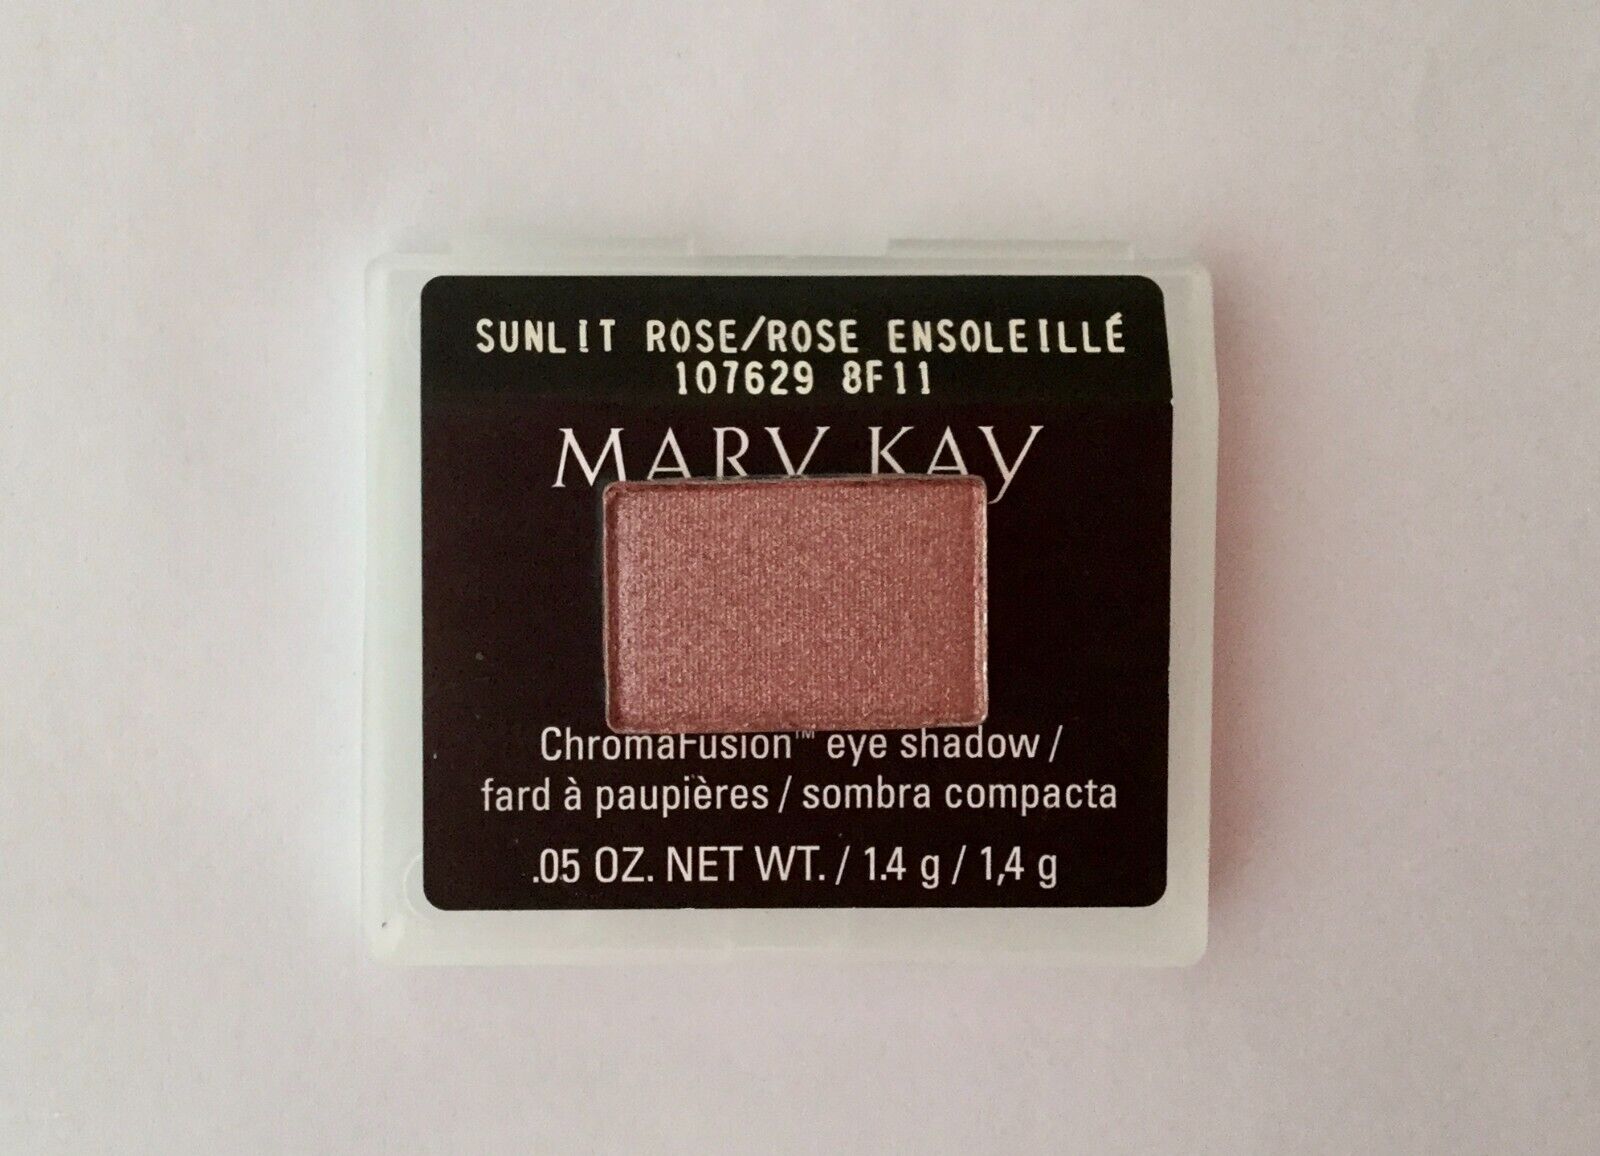 SUNLIT ROSE/ROSE ENSOLEILLÉ
107629 8F11
MARY KAY
ChromaFusion™ eye shadow /
fard à paupières / sombra compacta
.05 OZ. NET WT. / 1.4 g / 1,4 g